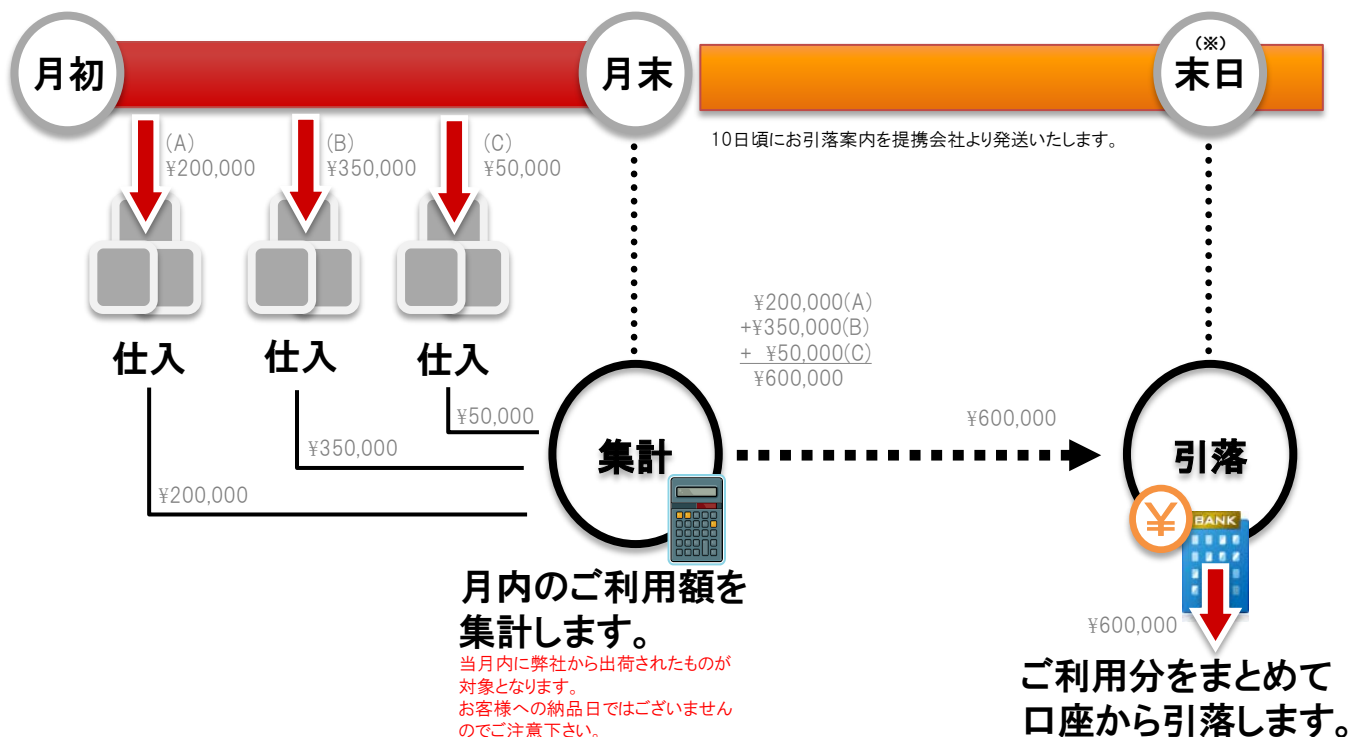 月初
月末
(※)
末日
10日頃にお引落案内を提携会社より発送いたします。
(A)
¥200,000
(B)
¥350,000
(C)
¥50,000
仕入
仕入
仕入
¥200,000(A)
+¥350,000(B)
+ ¥50,000(C)
¥600,000
¥50,000
¥350,000
¥200,000
集計
¥600,000
引落
BANK
¥
月内のご利用額を
集計します。
当月内に弊社から出荷されたものが
対象となります。
お客様への納品日ではございません
のでご注意下さい。
¥600,000
ご利用分をまとめて
口座から引落します。